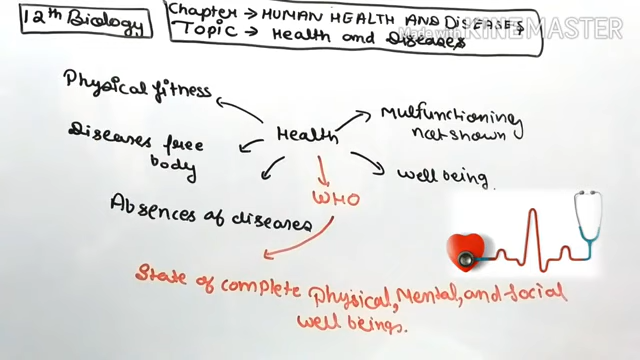 12th Biology
Chapter → HUMAN HEALTH AND DISEASES
Topic → Health and Diseases
Made with KINEMASTER
Physical fitness
Multfunctioning
not shown
Health
Diseases free
body
well being.
WHO
Absences of diseases
State of complete Physical, Mental, and Social
well beings.